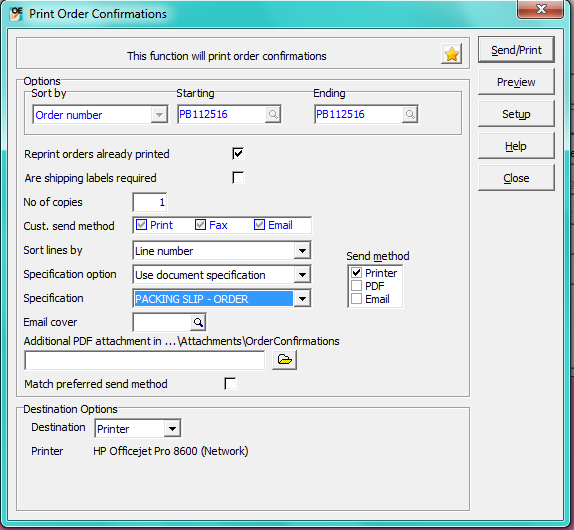 OE Print Order Confirmations
This function will print order confirmations
Send/Print
Preview
Setup
Help
Close
Options
Sort by Starting Ending
Order number PB112516 PB112516
Reprint orders already printed
Are shipping labels required
No of copies 1
Cust. send method Print Fax Email
Sort lines by Line number
Send method
Specification option Use document specification
Printer
PDF
Email
Specification PACKING SLIP - ORDER
Email cover
Additional PDF attachment in ...\Attachments\OrderConfirmations
Match preferred send method
Destination Options
Destination Printer
Printer HP Officejet Pro 8600 (Network)